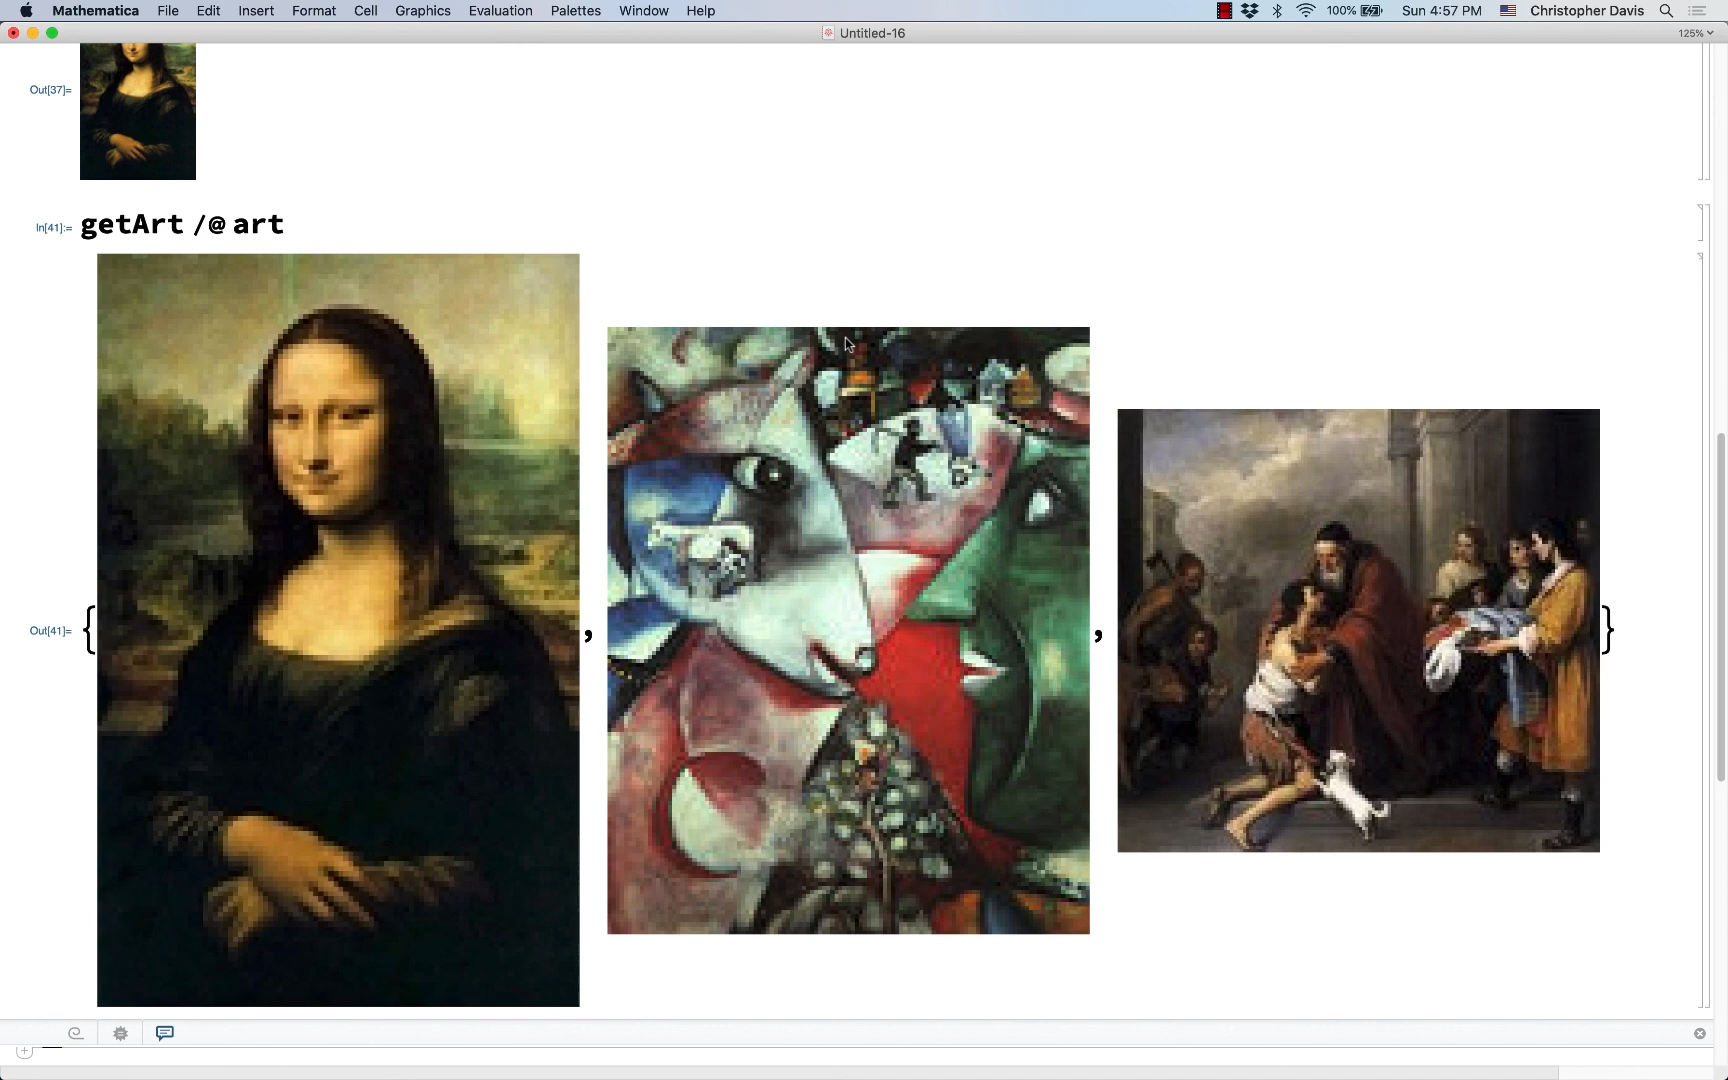 Mathematica File Edit Insert Format Cell Graphics Evaluation Palettes Window Help 100% Sun 4:57 PM Christopher Davis
Untitled-16
125%
Out[37]=
In[41]:= getArt /@ art
Out[41]= { , , }